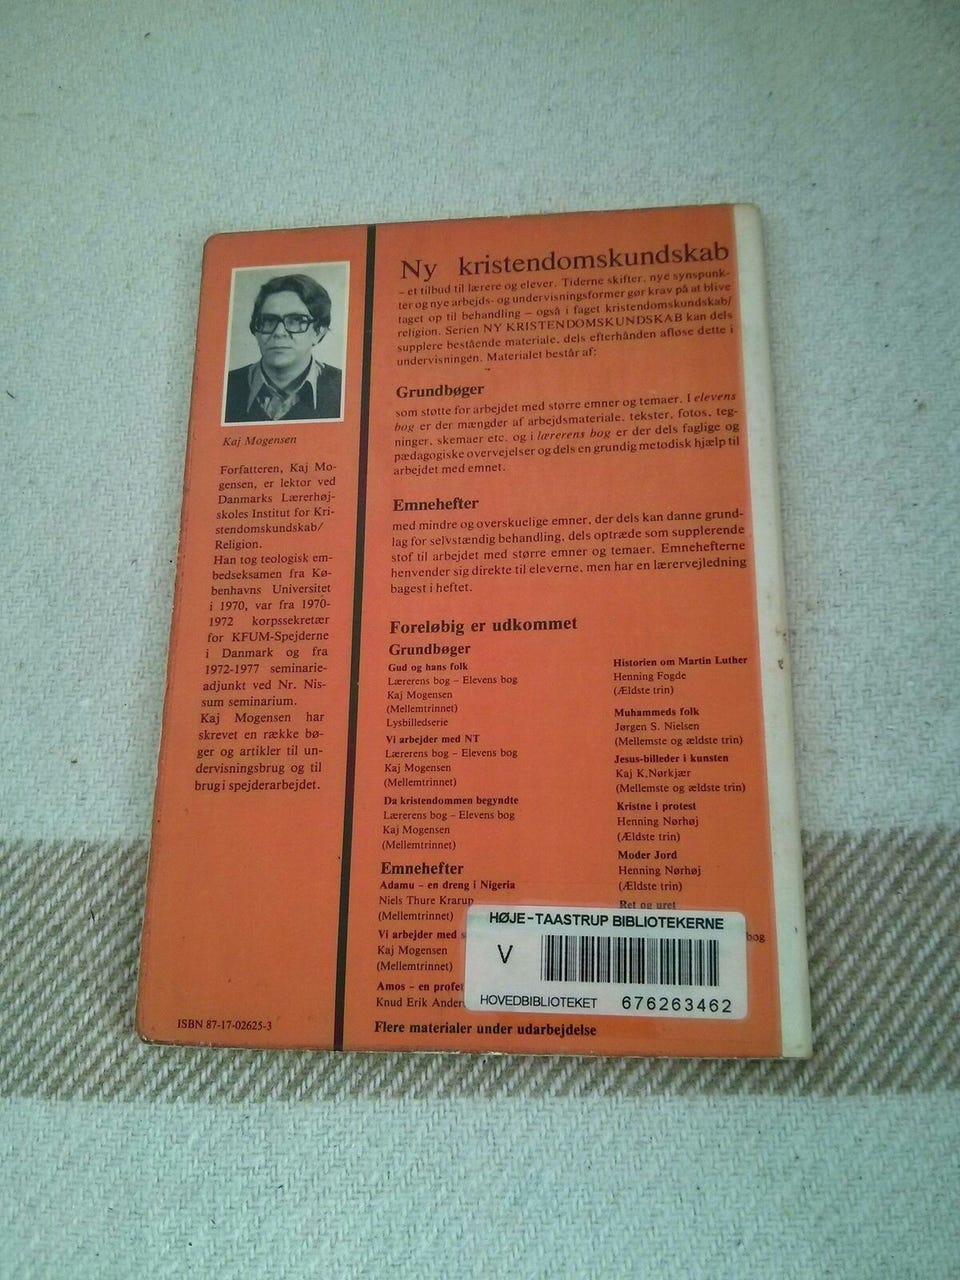 Kaj Mogensen
Forfatteren, Kaj Mo-
gensen, er lektor ved
Danmarks Lærerhøj-
skoles Institut for Kri-
stendomskundskab/
Religion.
Han tog teologisk em-
bedseksamen fra Kø-
benhavns Universitet
i 1970, var fra 1970-
1972 korpssekretær
for KFUM-Spejderne
i Danmark og fra
1972-1977 seminarie-
adjunkt ved Nr. Nis-
sum seminarium.
Kaj Mogensen har
skrevet en række bø-
ger og artikler til un-
dervisningsbrug og til
brug i spejderarbejdet.
ISBN 87-17-02625-3
Ny kristendomskundskab
– et tilbud til lærere og elever. Tiderne skifter, nye synspunk-
ter og nye arbejds- og undervisningsformer gør krav på at blive
taget op til behandling – også i faget kristendomskundskab/
religion. Serien NY KRISTENDOMSKUNDSKAB kan dels
supplere bestående materiale, dels efterhånden afløse dette i
undervisningen. Materialet består af:
Grundbøger
som støtte for arbejdet med større emner og temaer. I elevens
bog er der mængder af arbejdsmateriale, tekster, fotos, teg-
ninger, skemaer etc. og i lærerens bog er der dels faglige og
pædagogiske overvejelser og dels en grundig metodisk hjælp til
arbejdet med emnet.
Emnehefter
med mindre og overskuelige emner, der dels kan danne grund-
lag for selvstændig behandling, dels optræde som supplerende
stof til arbejdet med større emner og temaer. Emnehefterne
henvender sig direkte til eleverne, men har en lærervejledning
bagest i heftet.
Foreløbig er udkommet
Grundbøger
Gud og hans folk
Lærerens bog – Elevens bog
Kaj Mogensen
(Mellemtrinnet)
Lysbilledserie
Vi arbejder med NT
Lærerens bog – Elevens bog
Kaj Mogensen
(Mellemtrinnet)
Da kristendommen begyndte
Lærerens bog – Elevens bog
Kaj Mogensen
(Mellemtrinnet)
Emnehefter
Adamu – en dreng i Nigeria
Niels Thure Krarup
(Mellemtrinnet)
Vi arbejder med
Kaj Mogensen
(Mellemtrinnet)
Amos – en
Knud Erik
Historien om Martin Luther
Henning Fogde
(Ældste trin)
Muhammeds folk
Jørgen S. Nielsen
(Mellemste og ældste trin)
Jesus-billeder i kunsten
Kaj K. Nørkjær
(Mellemste og ældste trin)
Kristne i protest
Henning Nørhøj
(Ældste trin)
Moder Jord
Henning Nørhøj
(Ældste trin)
Ret og uret
bog
HØJE-TAASTRUP BIBLIOTEKERNE
V
HOVEDBIBLIOTEKET 676263462
Flere materialer under udarbejdelse